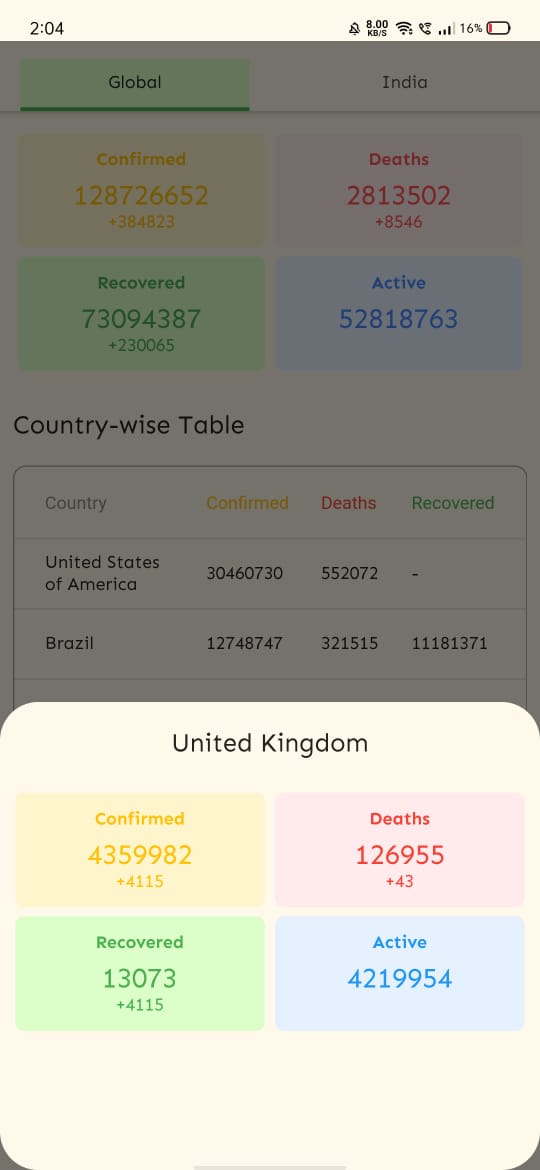 2:04 8.00 KB/S 16%
Global India
Confirmed Deaths
128726652 2813502
+384823 +8546
Recovered Active
73094387 52818763
+230065
Country-wise Table
Country Confirmed Deaths Recovered
United States of America 30460730 552072 -
Brazil 12748747 321515 11181371
United Kingdom
Confirmed Deaths
4359982 126955
+4115 +43
Recovered Active
13073 4219954
+4115